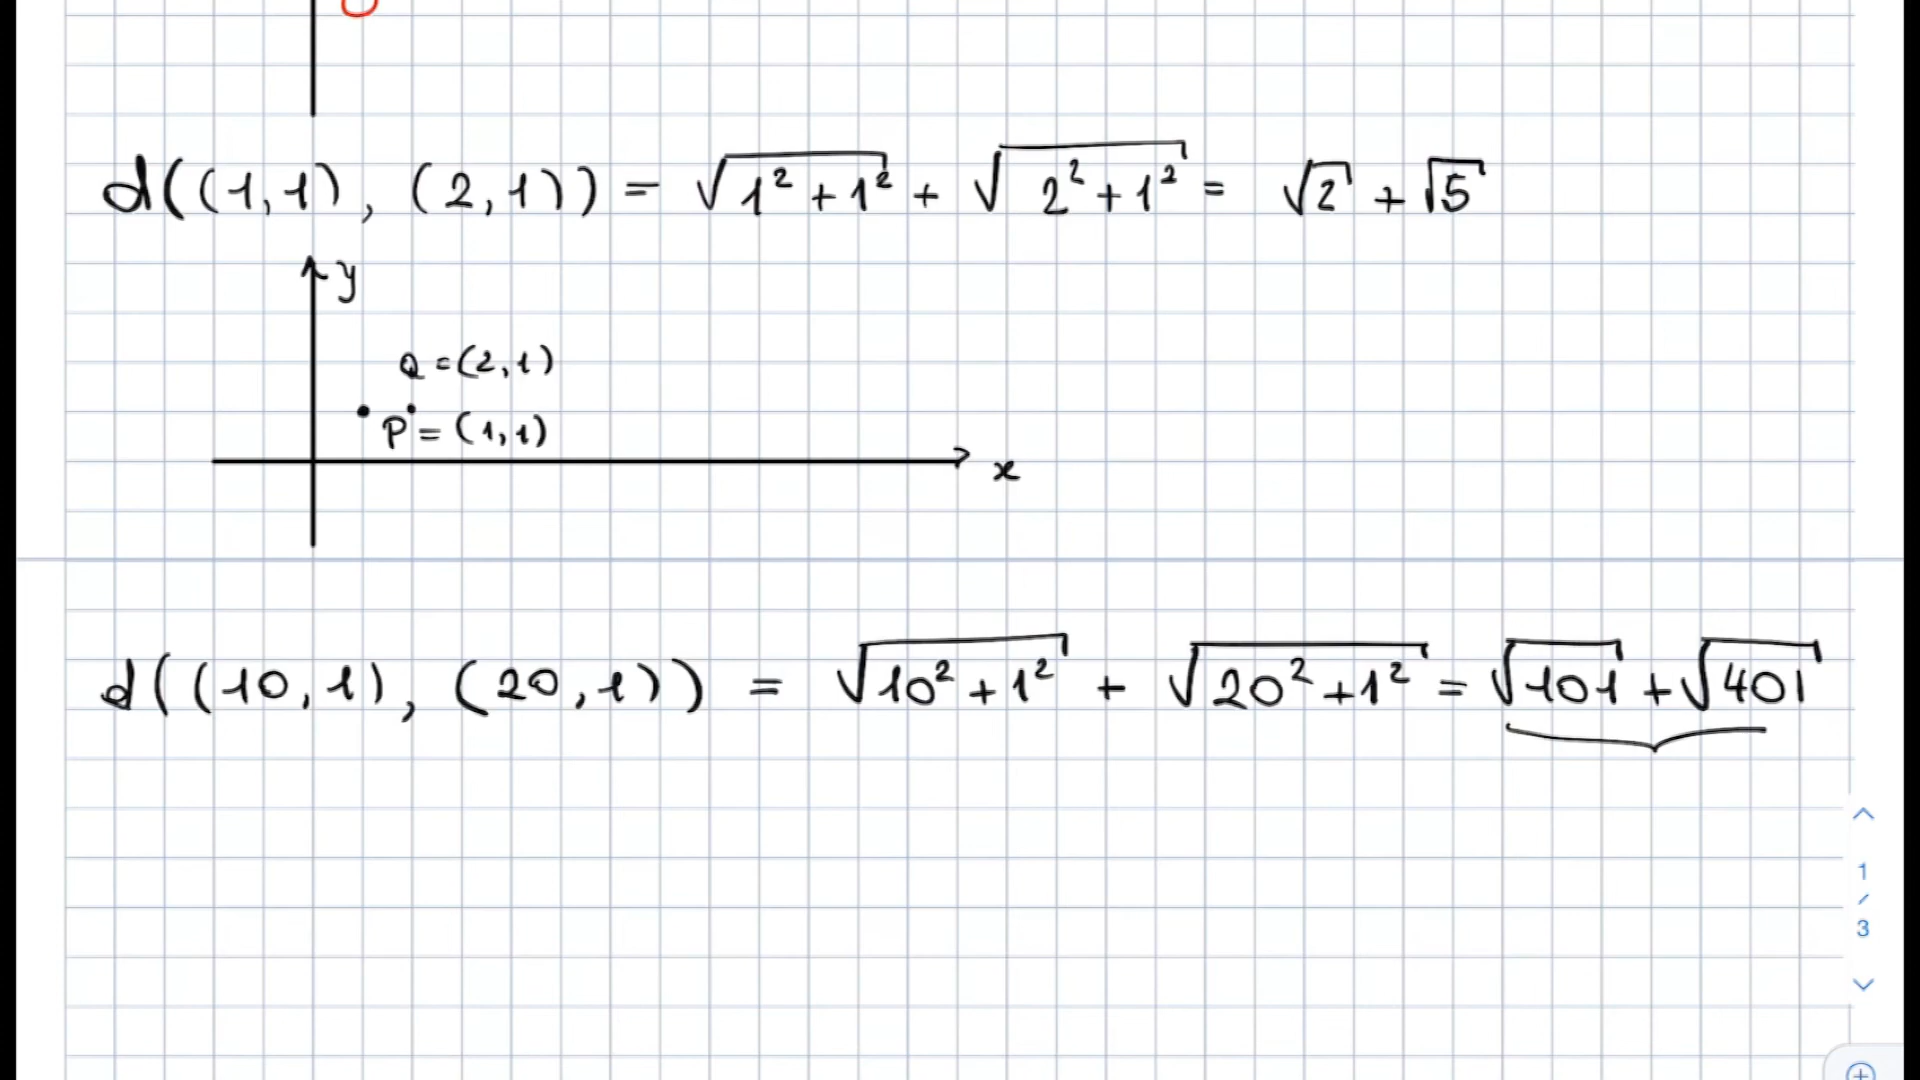 d((1,1), (2,1)) = √(1² + 1²) + √(2² + 1²) = √2 + √5
y
Q = (2,1)
P = (1,1)
x
d((10,1), (20,1)) = √(10² + 1²) + √(20² + 1²) = √101 + √401
1
/
3